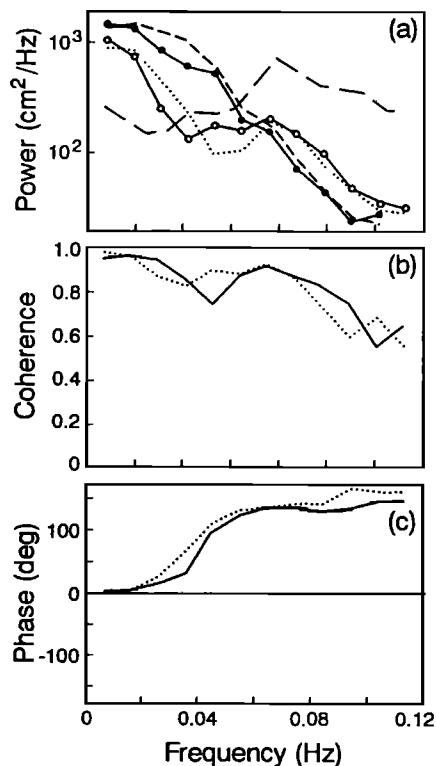 (a)
10³
10²
Power (cm²/Hz)
(b)
1.0
0.8
0.6
0.4
0.2
0
Coherence
(c)
100
0
-100
Phase (deg)
0 0.04 0.08 0.12
Frequency (Hz)